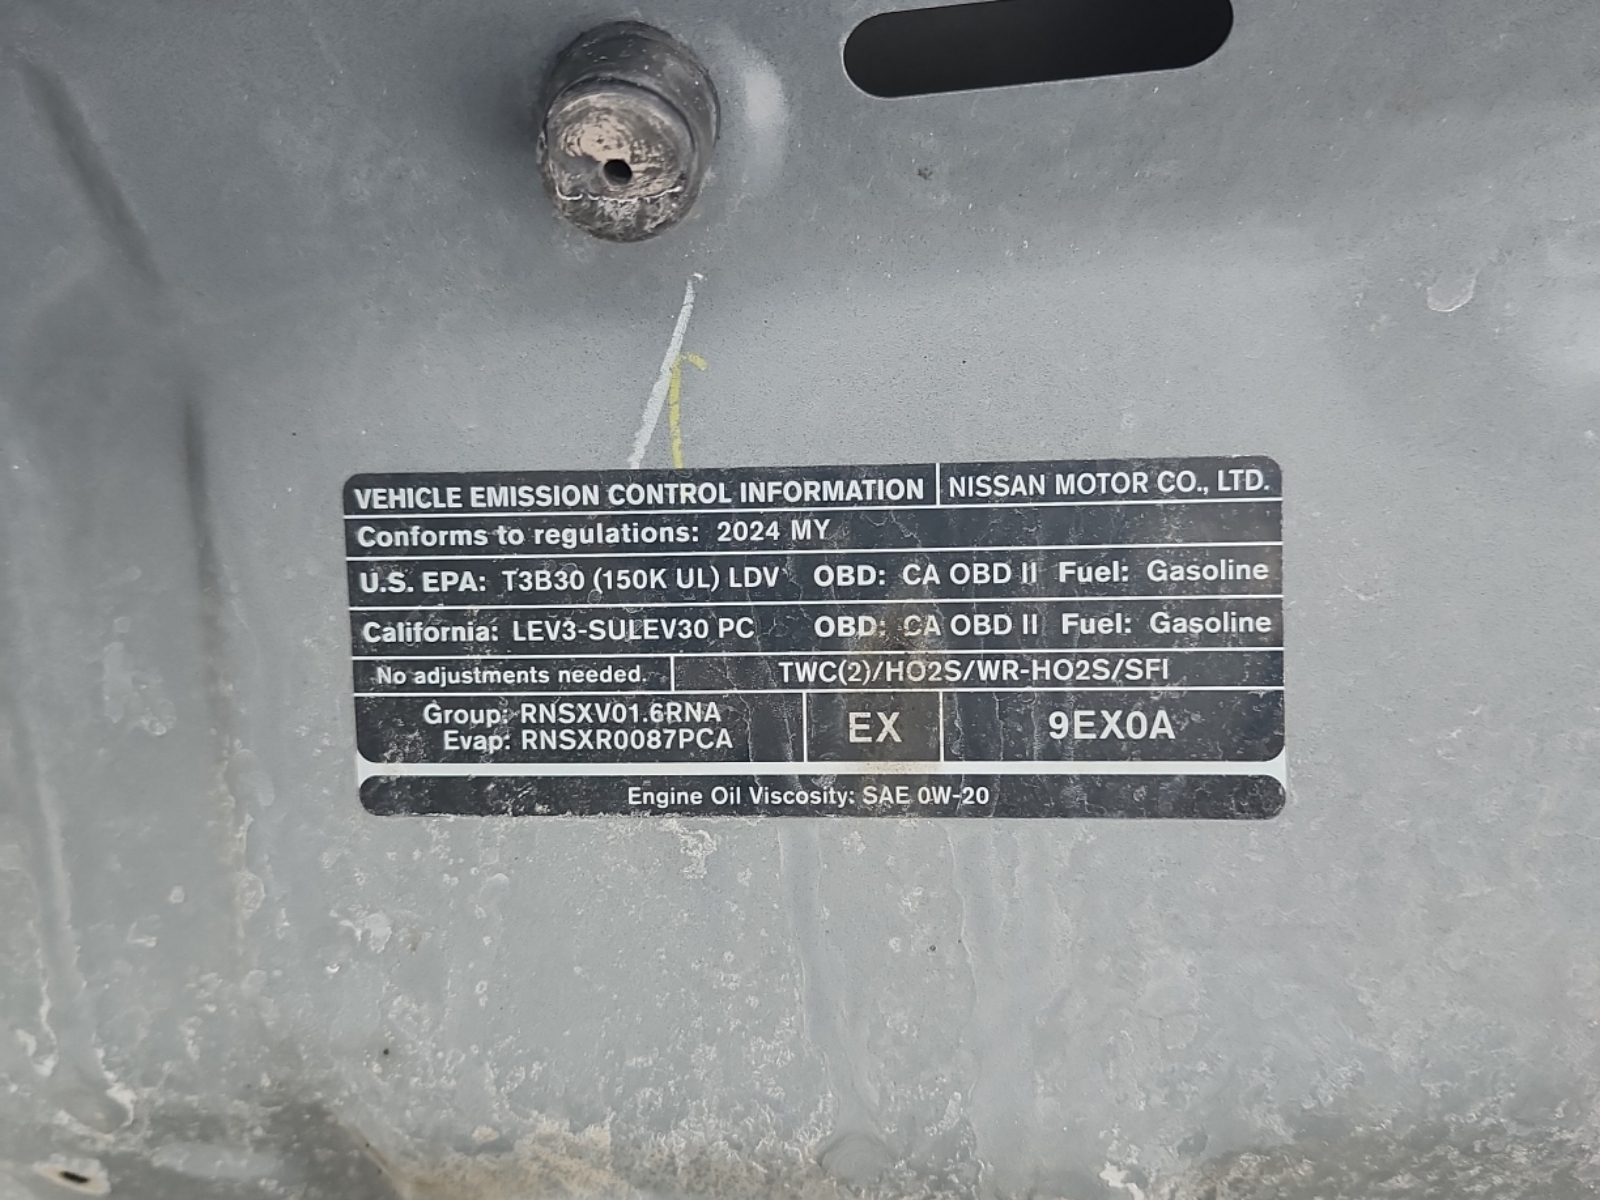 VEHICLE EMISSION CONTROL INFORMATION NISSAN MOTOR CO., LTD.
Conforms to regulations: 2024 MY
U.S. EPA: T3B30 (150K UL) LDV OBD: CA OBD II Fuel: Gasoline
California: LEV3-SULEV30 PC OBD: CA OBD II Fuel: Gasoline
No adjustments needed. TWC(2)/HO2S/WR-HO2S/SFI
Group: RNSXV01.6RNA
Evap: RNSXR0087PCA
EX
9EX0A
Engine Oil Viscosity: SAE 0W-20